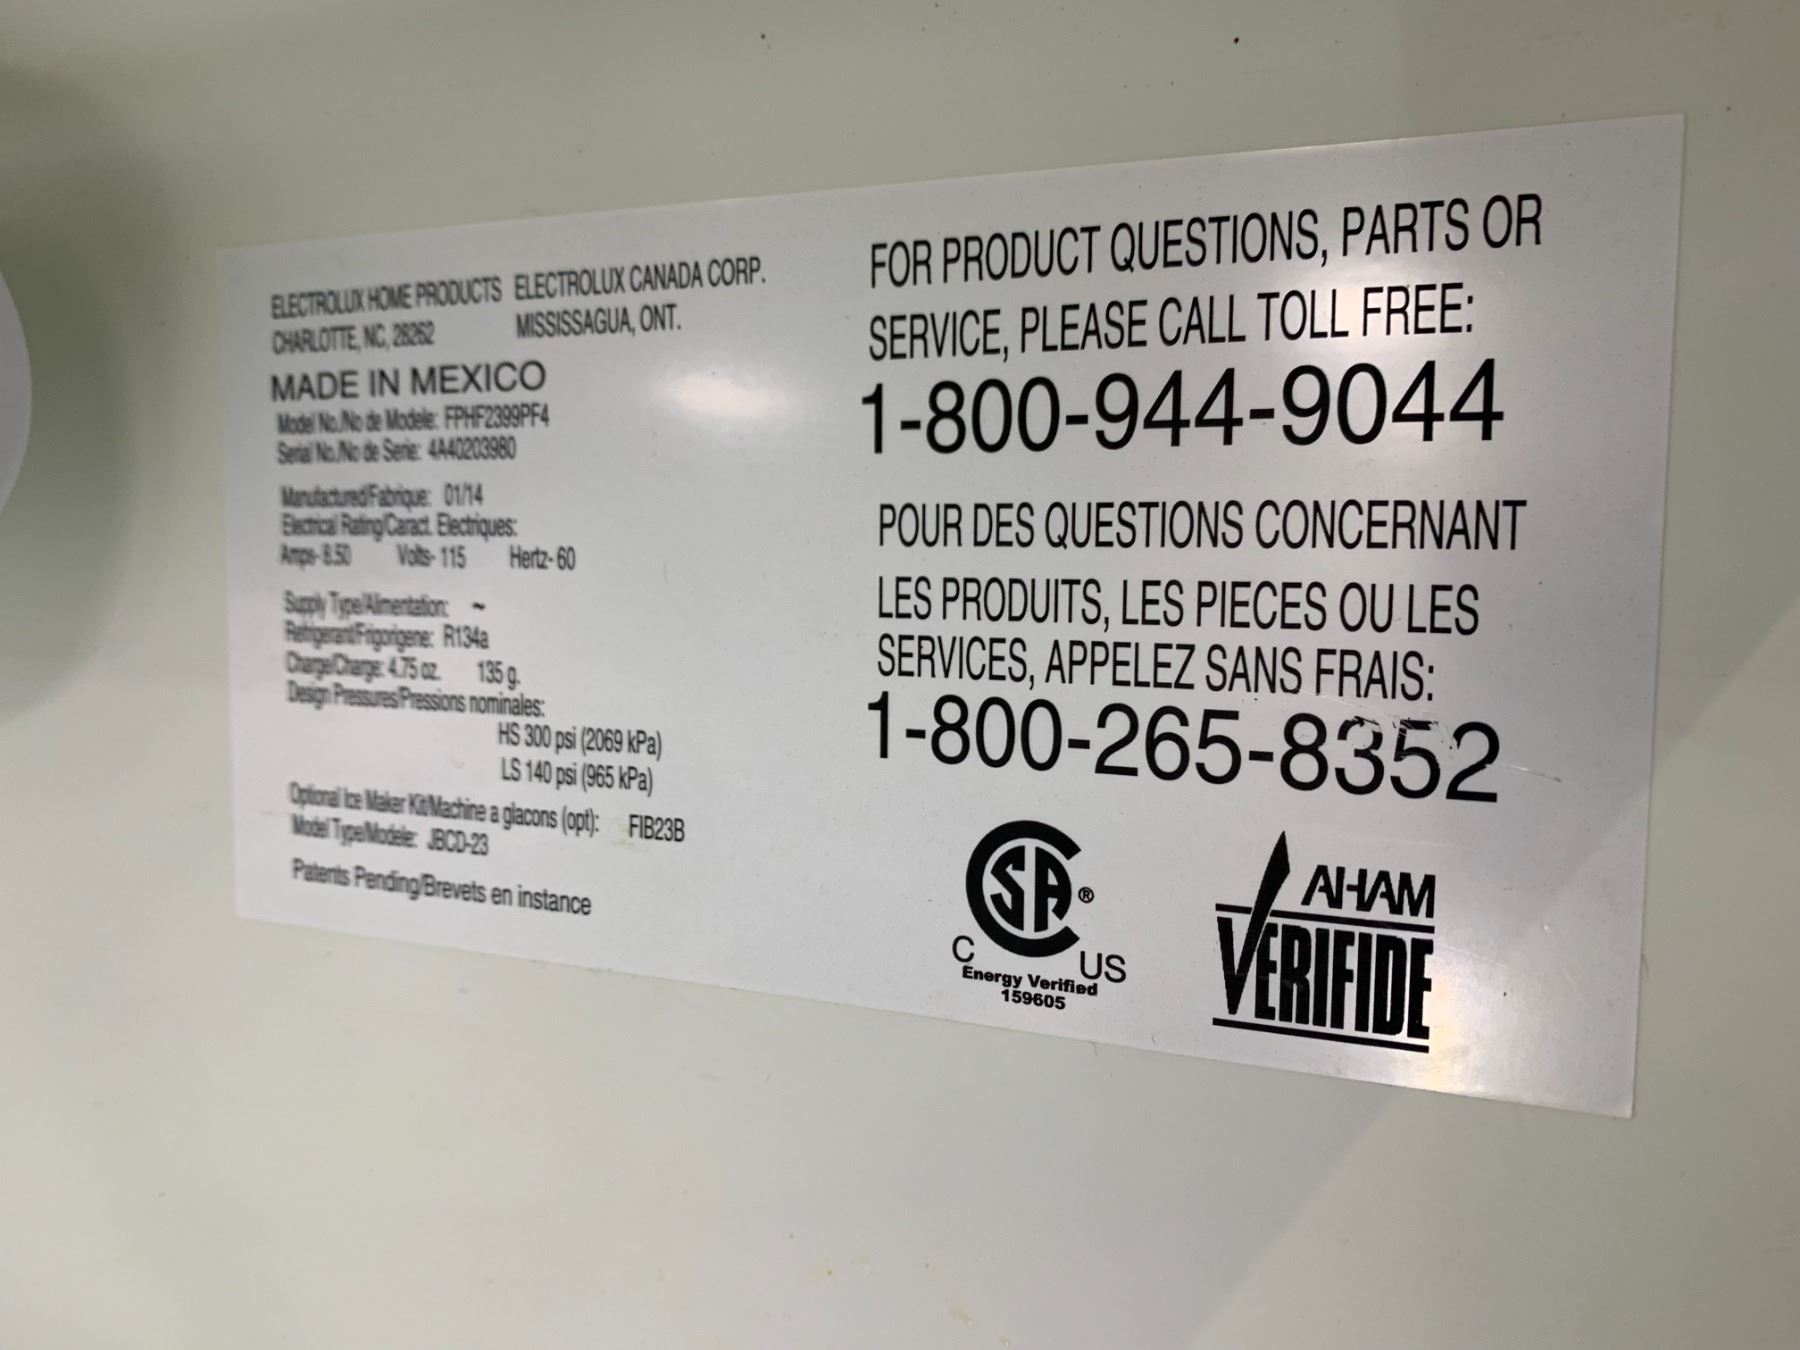 ELECTROLUX HOME PRODUCTS ELECTROLUX CANADA CORP.
CHARLOTTE, NC, 28262 MISSISSAGUA, ONT.
MADE IN MEXICO
Model No./No de Modele: FPHF2399PF4
Serial No./No de Serie: 4A40203980
Manufactured/Fabrique: 01/14
Electrical Rating/Caract. Electriques:
Amps- 8.50 Volts- 115 Hertz- 60
Supply Type/Alimentation: ~
Refrigerant/Frigorigene: R134a
Charge/Charge: 4.75 oz. 135 g.
Design Pressures/Pressions nominales:
HS 300 psi (2069 kPa)
LS 140 psi (965 kPa)
Optional Ice Maker Kit/Machine a glacons (opt): FIB23B
Model Type/Modele: JBCD-23
Patents Pending/Brevets en instance
FOR PRODUCT QUESTIONS, PARTS OR
SERVICE, PLEASE CALL TOLL FREE:
1-800-944-9044
POUR DES QUESTIONS CONCERNANT
LES PRODUITS, LES PIECES OU LES
SERVICES, APPELEZ SANS FRAIS:
1-800-265-8352
CSA®
C US
Energy Verified
159605
AHAM
VERIFIDE